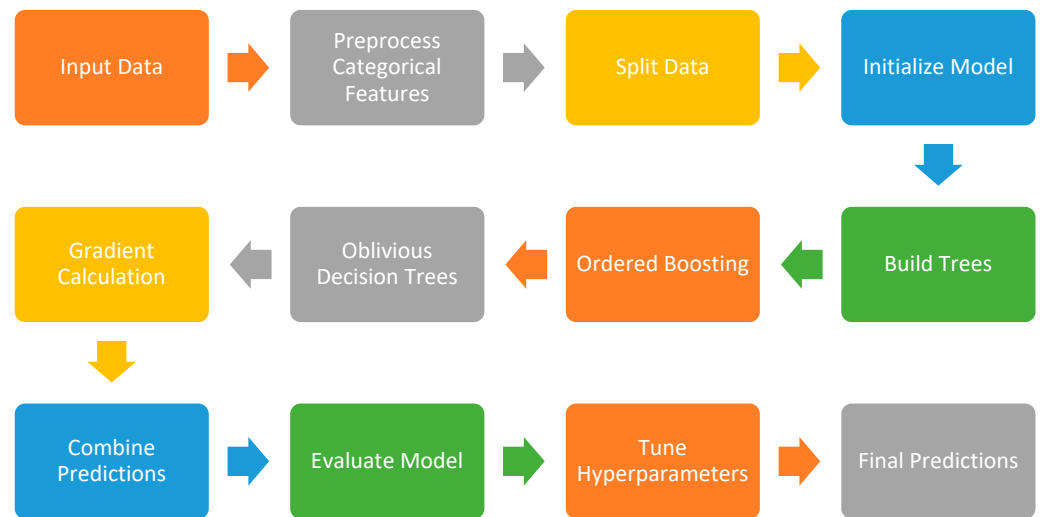 Input Data
Preprocess
Categorical
Features
Split Data
Initialize Model
Gradient
Calculation
Oblivious
Decision Trees
Ordered Boosting
Build Trees
Combine
Predictions
Evaluate Model
Tune
Hyperparameters
Final Predictions